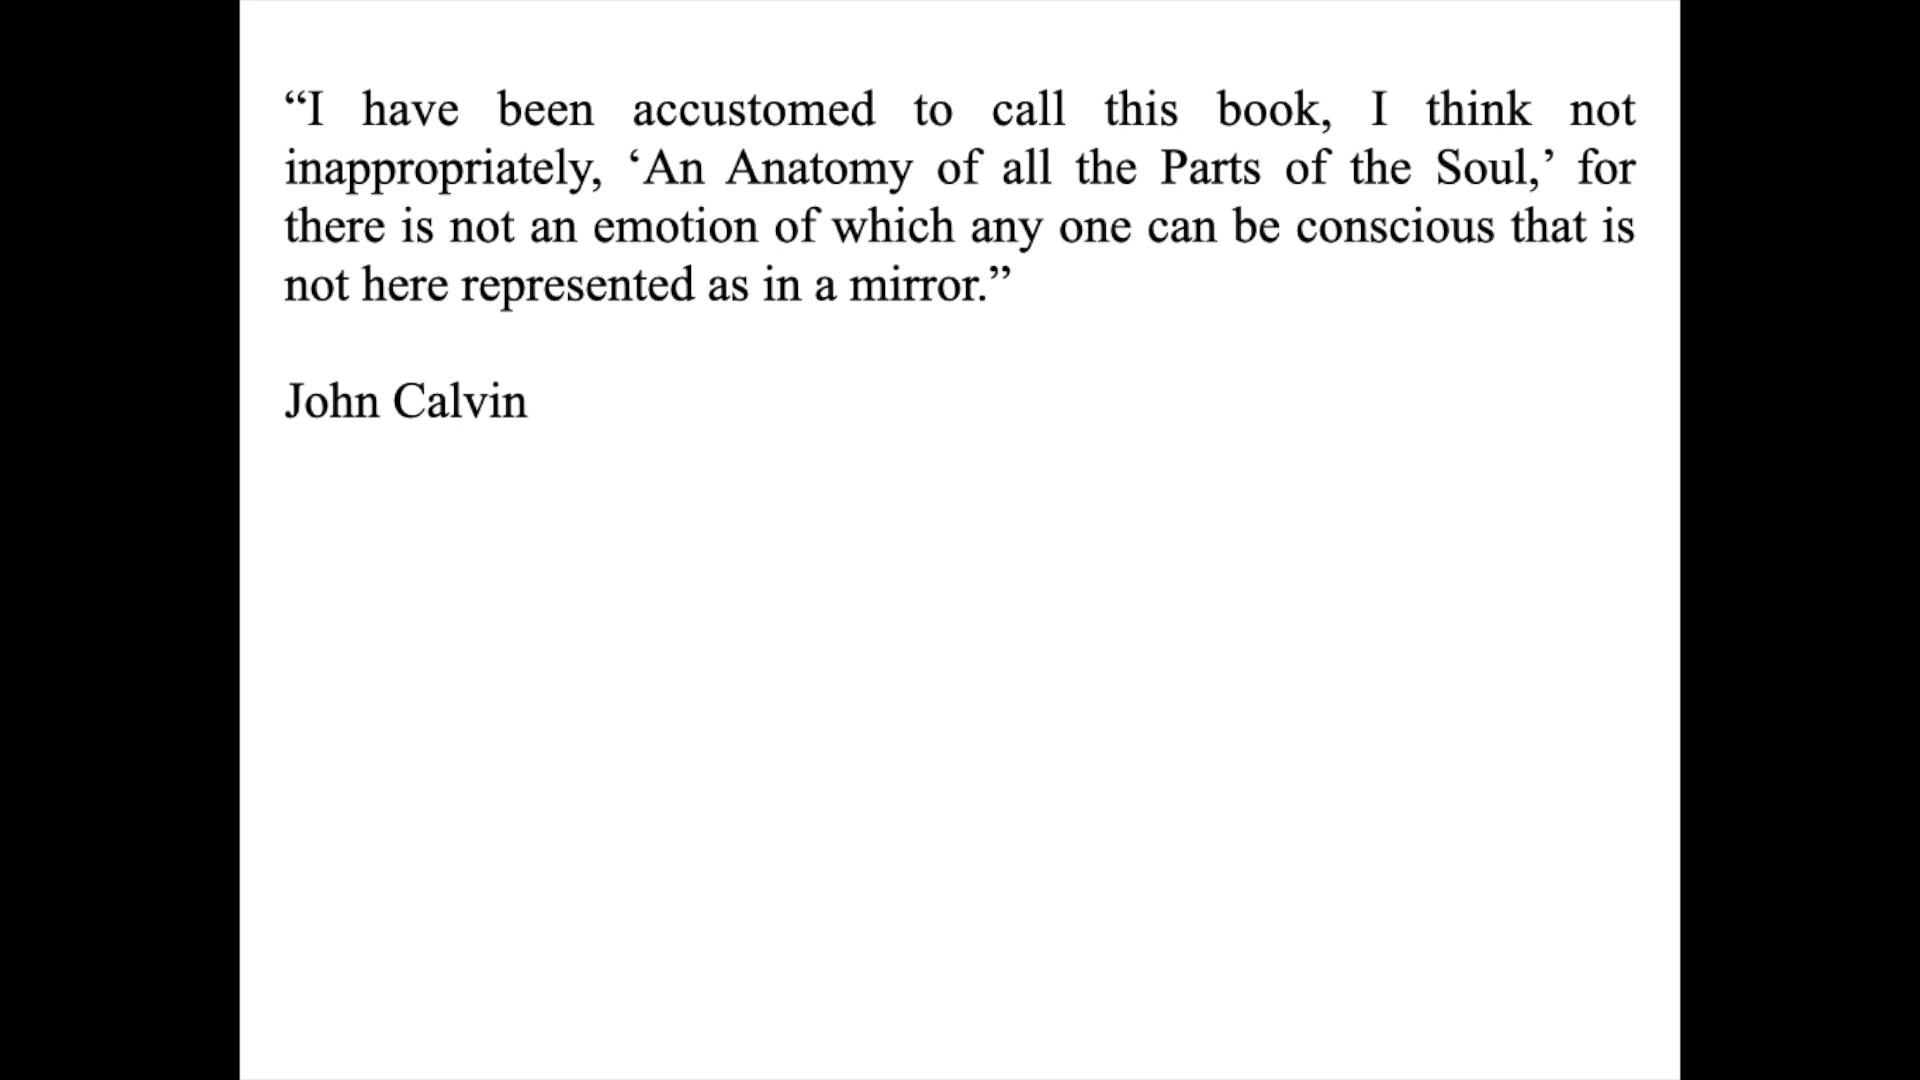 “I have been accustomed to call this book, I think not
inappropriately, ‘An Anatomy of all the Parts of the Soul,’ for
there is not an emotion of which any one can be conscious that is
not here represented as in a mirror.”
John Calvin